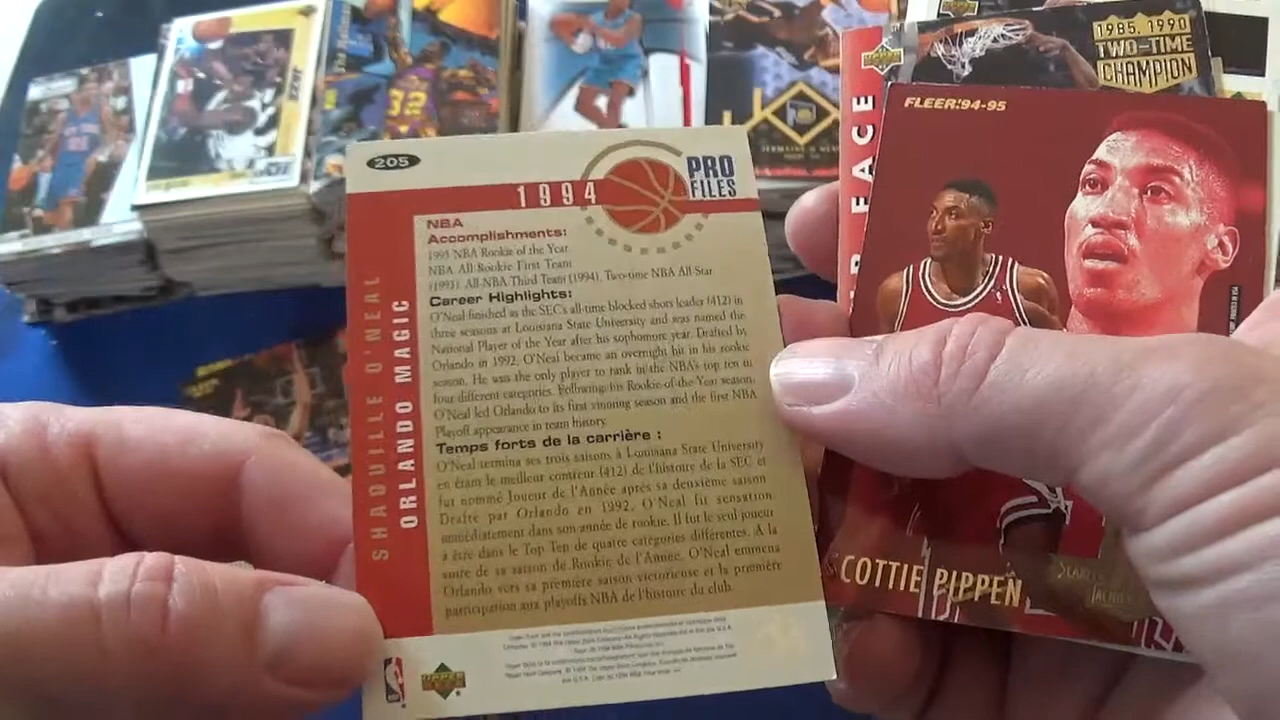 205
1994
PRO
FILES
SHAQUILLE O'NEAL
ORLANDO MAGIC
NBA
Accomplishments:
1993 NBA Rookie of the Year
NBA All Rookie First Team
(1993). All-NBA Third Team (1994), Two-time NBA All-Star
Career Highlights:
O'Neal finished as the SEC's all-time blocked shots leader (412) in
three seasons at Louisiana State University and was named the
National Player of the Year after his sophomore year. Drafted by
Orlando in 1992, O'Neal became an overnight hit in his rookie
season. He was the only player to rank in the NBA's top ten in
four different categories. Following his Rookie-of-the-Year season,
O'Neal led Orlando to its first winning season and the first NBA
Playoff appearance in team history.
Temps forts de la carrière :
O'Neal termina ses trois saisons à Louisiana State University
en étant le meilleur contreur (412) de l'histoire de la SEC et
fut nommé Joueur de l'Année après sa deuxième saison
Drafté par Orlando en 1992, O'Neal fit sensation
immédiatement dans son année de rookie. Il fut le seul joueur
à être dans le Top Ten de quatre catégories différentes. A la
suite de sa saison de Rookie de l'Année, O'Neal emmena
Orlando vers sa première saison victorieuse et la première
participation aux playoffs NBA de l'histoire du club.
NBA
UPPER DECK
32
UPPER DECK
FACE
1985, 1990
TWO-TIME
CHAMPION
FLEER '94-95
COTTIE PIPPEN